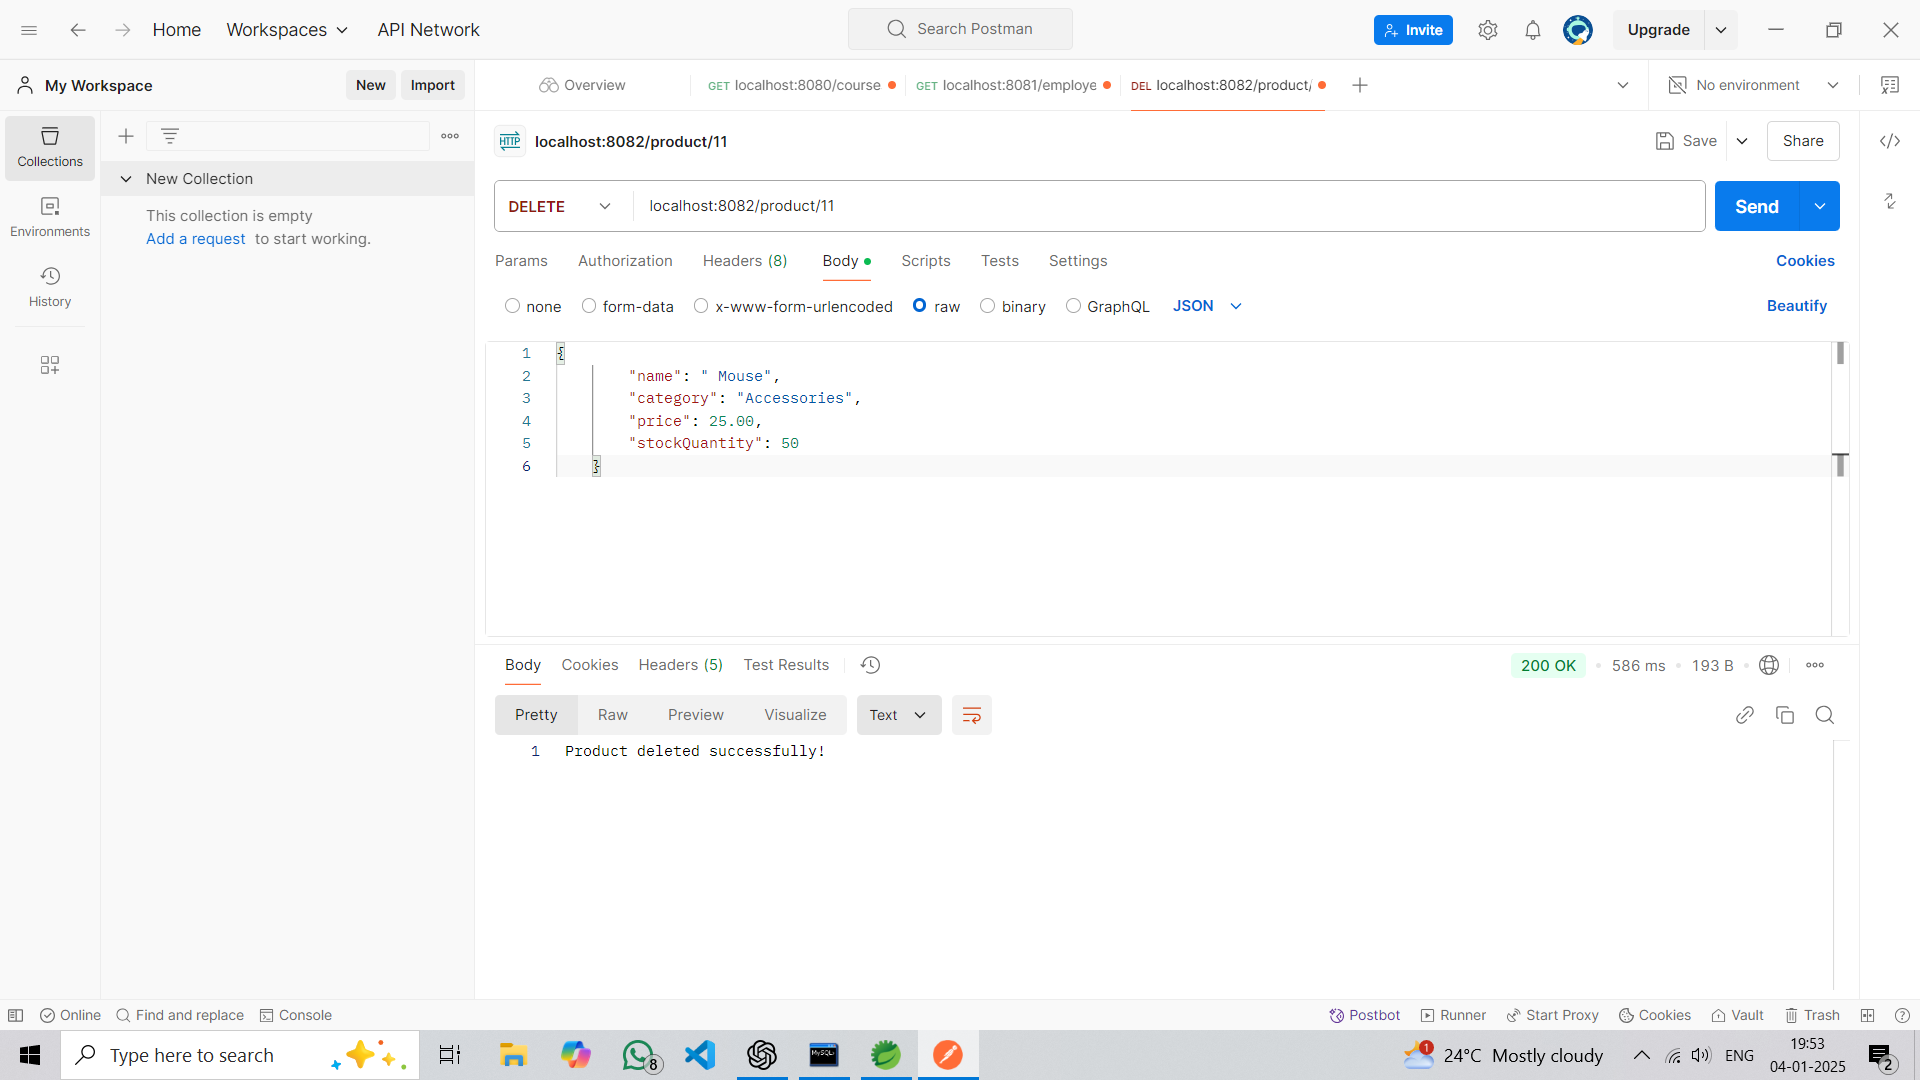 Home Workspaces API Network Search Postman Invite Upgrade
My Workspace New Import Overview GET localhost:8080/course GET localhost:8081/employe DEL localhost:8082/product/ No environment
Collections
Environments
History
New Collection
This collection is empty
Add a request to start working.
HTTP localhost:8082/product/11 Save Share
DELETE localhost:8082/product/11 Send
Params Authorization Headers (8) Body Scripts Tests Settings Cookies
none form-data x-www-form-urlencoded raw binary GraphQL JSON Beautify
1 {
2 "name": " Mouse",
3 "category": "Accessories",
4 "price": 25.00,
5 "stockQuantity": 50
6 }
Body Cookies Headers (5) Test Results 200 OK 586 ms 193 B
Pretty Raw Preview Visualize Text
1 Product deleted successfully!
Online Find and replace Console Postbot Runner Start Proxy Cookies Vault Trash
Type here to search 8 MySQL 1 24°C Mostly cloudy ENG 19:53
04-01-2025 2